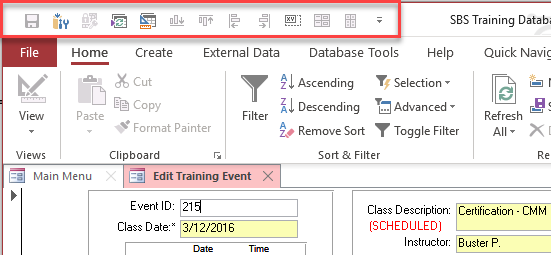 SBS Training Databa
File Home Create External Data Database Tools Quick Navi
View Paste Cut Copy Format Painter Filter Ascending Descending Remove Sort Selection Advanced Toggle Filter Refresh All
Views Clipboard Sort & Filter
Main Menu Edit Training Event
Event ID: 215
Class Date:* 3/12/2016
Date Time
Class Description: Certification - CMM
(SCHEDULED)
Instructor: Buster P.